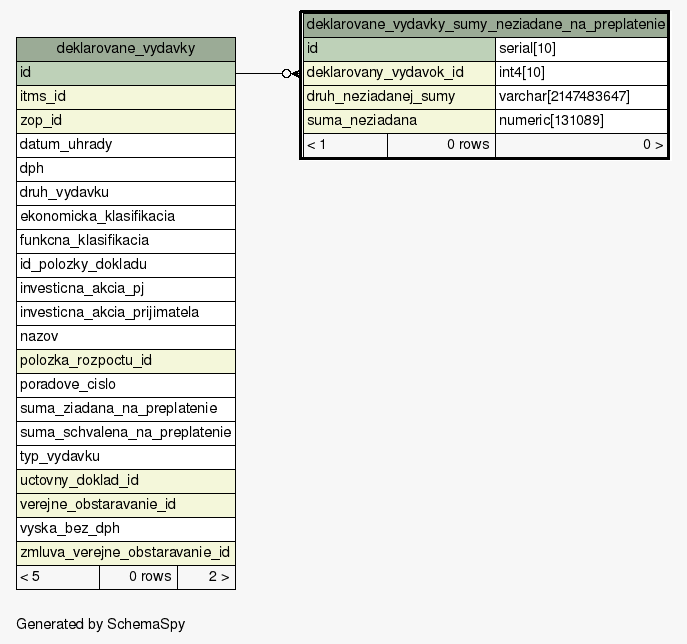 deklarovane_vydavky_sumy_neziadane_na_preplatenie
id serial[10]
deklarovany_vydavok_id int4[10]
druh_neziadanej_sumy varchar[2147483647]
suma_neziadana numeric[131089]
< 1 0 rows 0 >
deklarovane_vydavky
id
itms_id
zop_id
datum_uhrady
dph
druh_vydavku
ekonomicka_klasifikacia
funkcna_klasifikacia
id_polozky_dokladu
investicna_akcia_pj
investicna_akcia_prijimatela
nazov
polozka_rozpoctu_id
poradove_cislo
suma_ziadana_na_preplatenie
suma_schvalena_na_preplatenie
typ_vydavku
uctovny_doklad_id
verejne_obstaravanie_id
vyska_bez_dph
zmluva_verejne_obstaravanie_id
< 5 0 rows 2 >
Generated by SchemaSpy